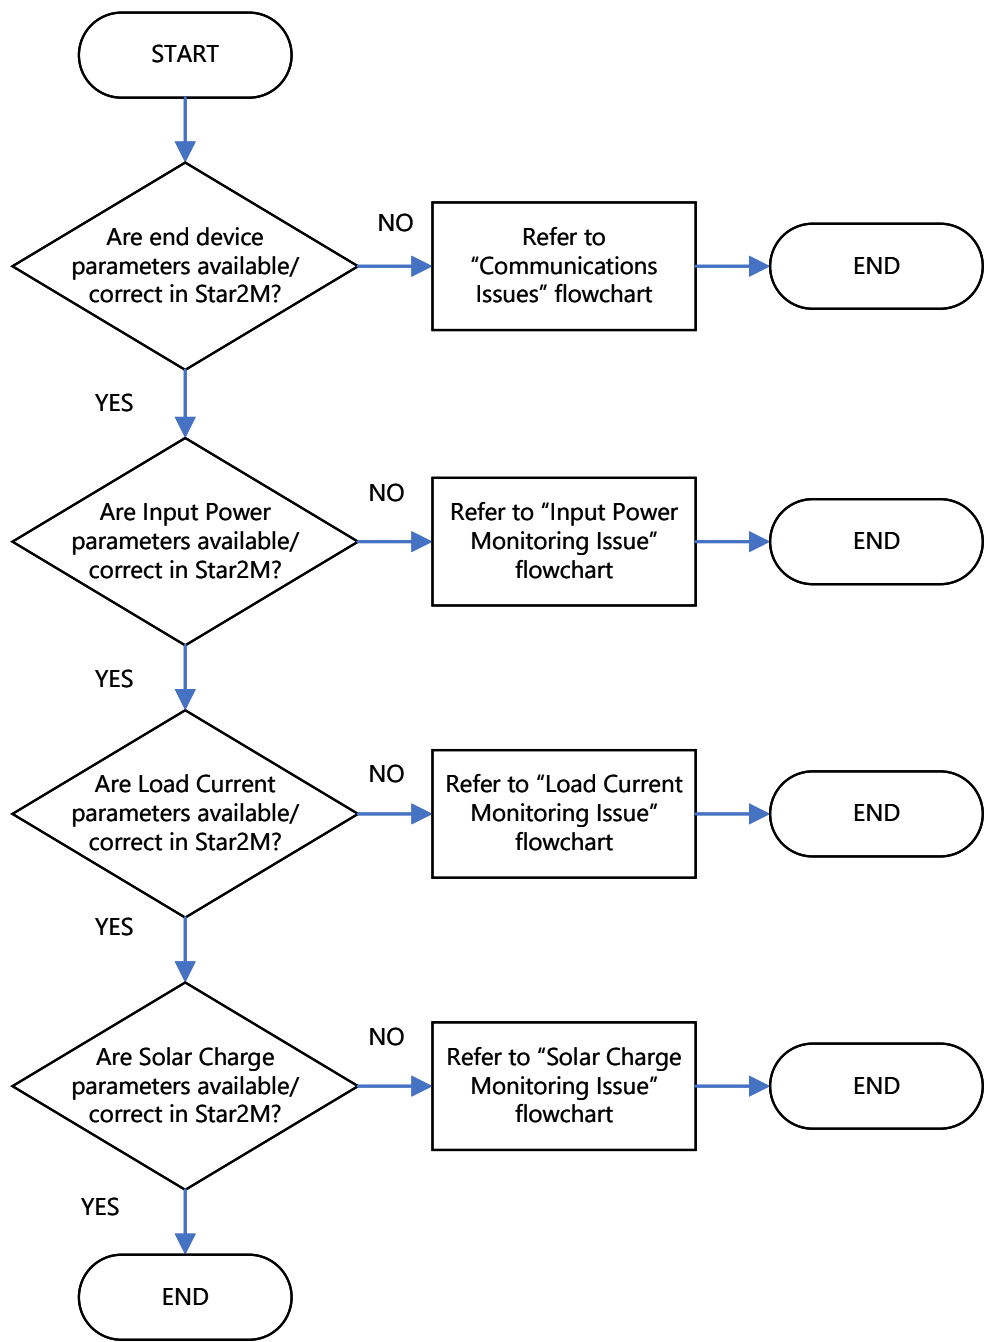 START
Are end device
parameters available/
correct in Star2M?
NO
Refer to
“Communications
Issues” flowchart
END
YES
Are Input Power
parameters available/
correct in Star2M?
NO
Refer to “Input Power
Monitoring Issue”
flowchart
END
YES
Are Load Current
parameters available/
correct in Star2M?
NO
Refer to “Load Current
Monitoring Issue”
flowchart
END
YES
Are Solar Charge
parameters available/
correct in Star2M?
NO
Refer to “Solar Charge
Monitoring Issue”
flowchart
END
YES
END